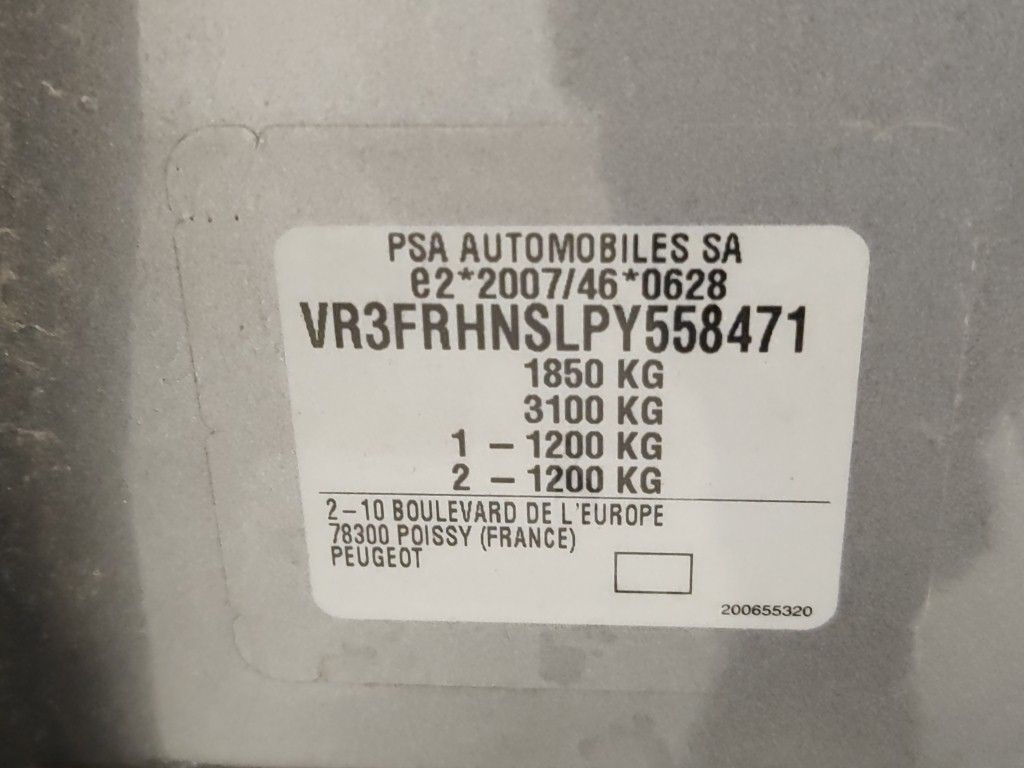 PSA AUTOMOBILES SA
e2*2007/46*0628
VR3FRHNSLPY558471
1850 KG
3100 KG
1 – 1200 KG
2 – 1200 KG
2–10 BOULEVARD DE L'EUROPE
78300 POISSY (FRANCE)
PEUGEOT
200655320